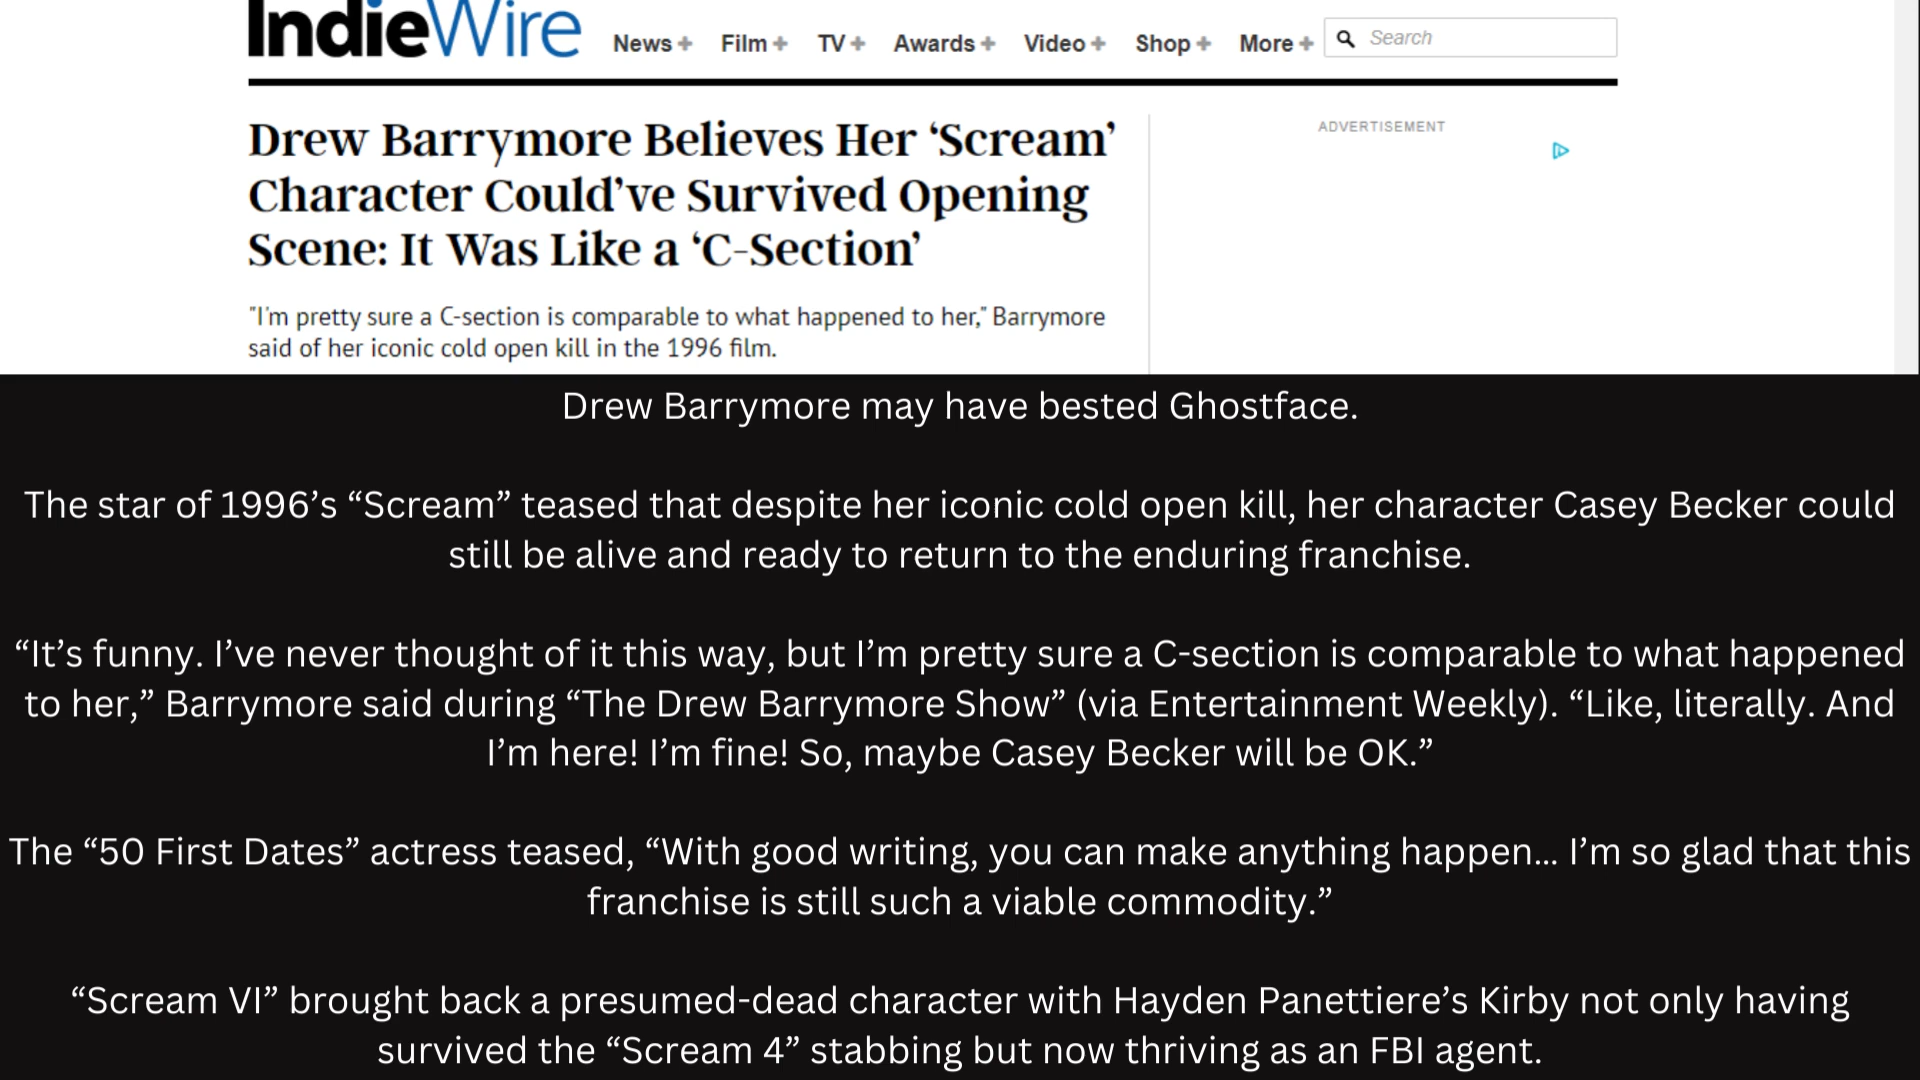 IndieWire
News + Film + TV + Awards + Video + Shop + More + Search
Drew Barrymore Believes Her ‘Scream’
Character Could’ve Survived Opening
Scene: It Was Like a ‘C-Section’
"I'm pretty sure a C-section is comparable to what happened to her," Barrymore
said of her iconic cold open kill in the 1996 film.
ADVERTISEMENT
Drew Barrymore may have bested Ghostface.
The star of 1996’s “Scream” teased that despite her iconic cold open kill, her character Casey Becker could
still be alive and ready to return to the enduring franchise.
“It’s funny. I’ve never thought of it this way, but I’m pretty sure a C-section is comparable to what happened
to her,” Barrymore said during “The Drew Barrymore Show” (via Entertainment Weekly). “Like, literally. And
I’m here! I’m fine! So, maybe Casey Becker will be OK.”
The “50 First Dates” actress teased, “With good writing, you can make anything happen… I’m so glad that this
franchise is still such a viable commodity.”
“Scream VI” brought back a presumed-dead character with Hayden Panettiere’s Kirby not only having
survived the “Scream 4” stabbing but now thriving as an FBI agent.